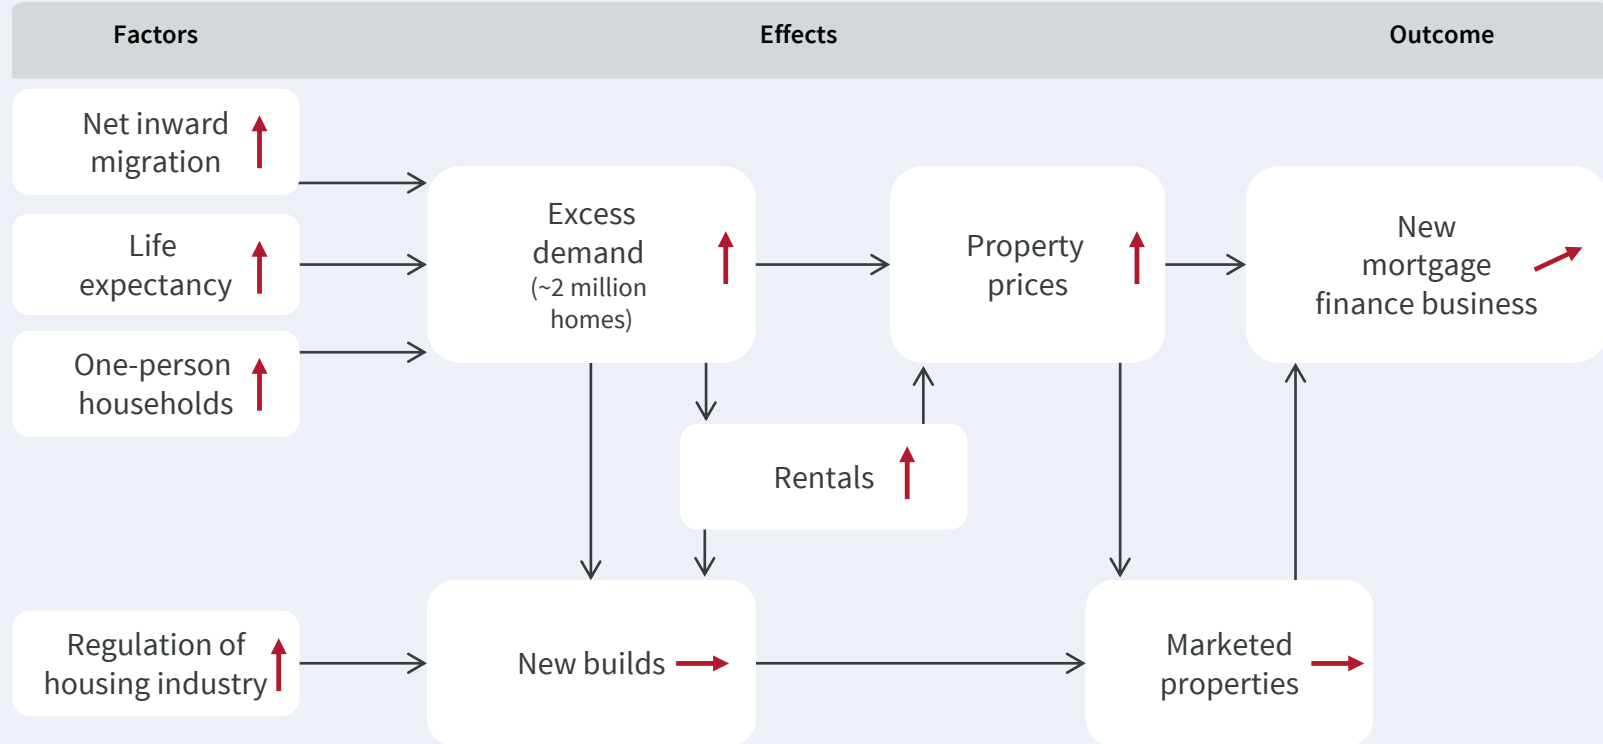 Factors
Effects
Outcome
Net inward
migration
Life
expectancy
One-person
households
Regulation of
housing industry
Excess
demand
(~2 million
homes)
Rentals
New builds
Property
prices
Marketed
properties
New
mortgage
finance business